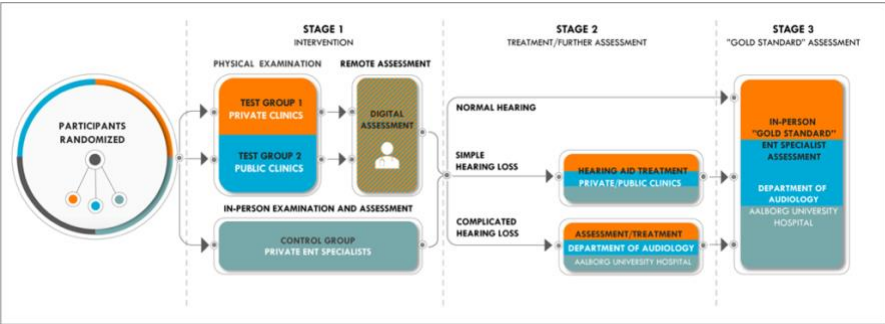 STAGE 1
INTERVENTION
STAGE 2
TREATMENT/FURTHER ASSESSMENT
STAGE 3
"GOLD STANDARD" ASSESSMENT
PHYSICAL EXAMINATION
REMOTE ASSESSMENT
PARTICIPANTS
RANDOMIZED
TEST GROUP 1
PRIVATE CLINICS
TEST GROUP 2
PUBLIC CLINICS
DIGITAL
ASSESSMENT
IN-PERSON EXAMINATION AND ASSESSMENT
CONTROL GROUP
PRIVATE ENT SPECIALISTS
NORMAL HEARING
SIMPLE
HEARING LOSS
HEARING AID TREATMENT
PRIVATE/PUBLIC CLINICS
COMPLICATED
HEARING LOSS
ASSESSMENT/TREATMENT
DEPARTMENT OF AUDIOLOGY
AALBORG UNIVERSITY HOSPITAL
IN-PERSON
"GOLD STANDARD"
ENT SPECIALIST
ASSESSMENT
DEPARTMENT OF
AUDIOLOGY
AALBORG UNIVERSITY
HOSPITAL